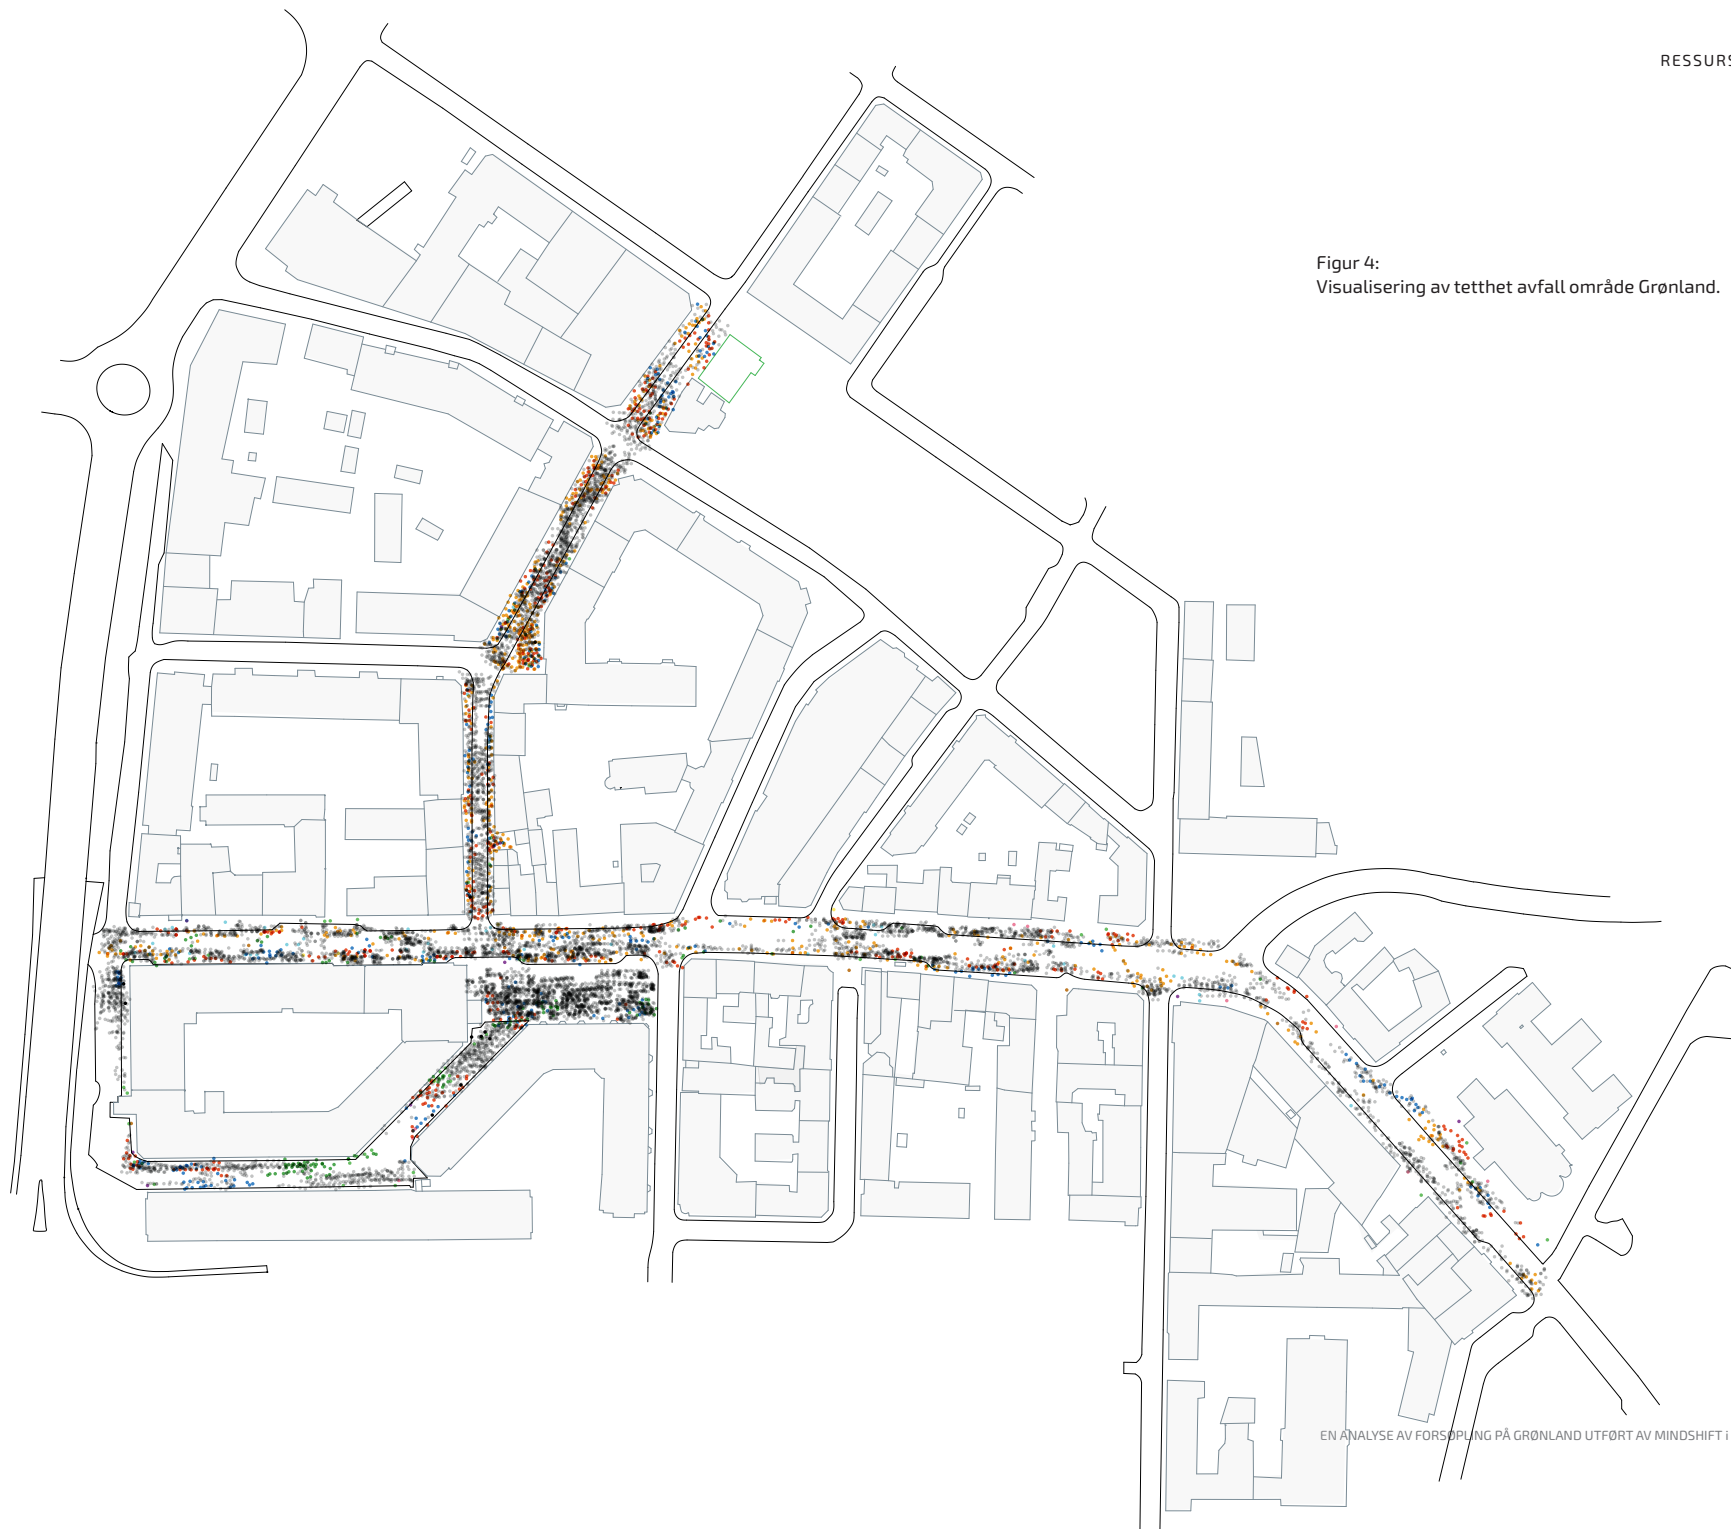 RESSURS
Figur 4:
Visualisering av tetthet avfall område Grønland.
EN ANALYSE AV FORSØPLING PÅ GRØNLAND UTFØRT AV MINDSHIFT i